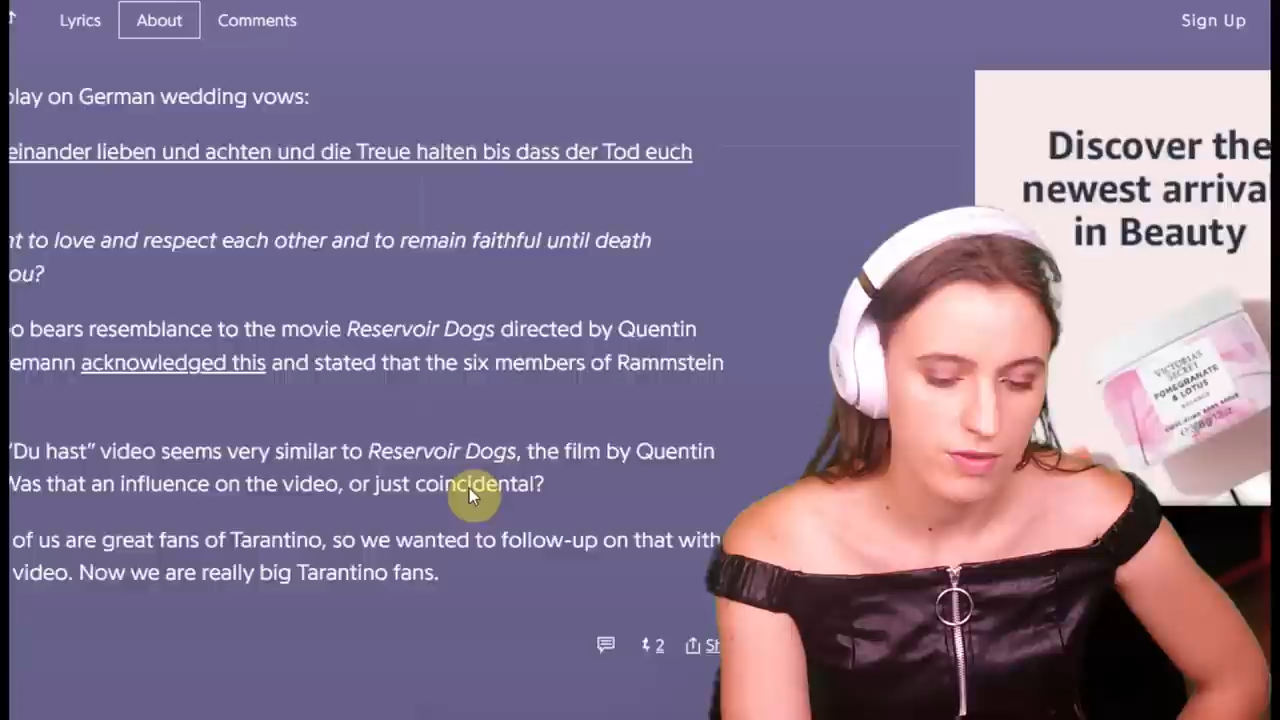 Lyrics About Comments Sign Up
play on German wedding vows:
einander lieben und achten und die Treue halten bis dass der Tod euch
to love and respect each other and to remain faithful until death
ou?
bears resemblance to the movie Reservoir Dogs directed by Quentin
emann acknowledged this and stated that the six members of Rammstein
"Du hast" video seems very similar to Reservoir Dogs, the film by Quentin
Was that an influence on the video, or just coincidental?
of us are great fans of Tarantino, so we wanted to follow-up on that with
video. Now we are really big Tarantino fans.
2 Sh
Discover the
newest arrival
in Beauty
VICTORIA'S
SECRET
POMEGRANATE
& LOTUS